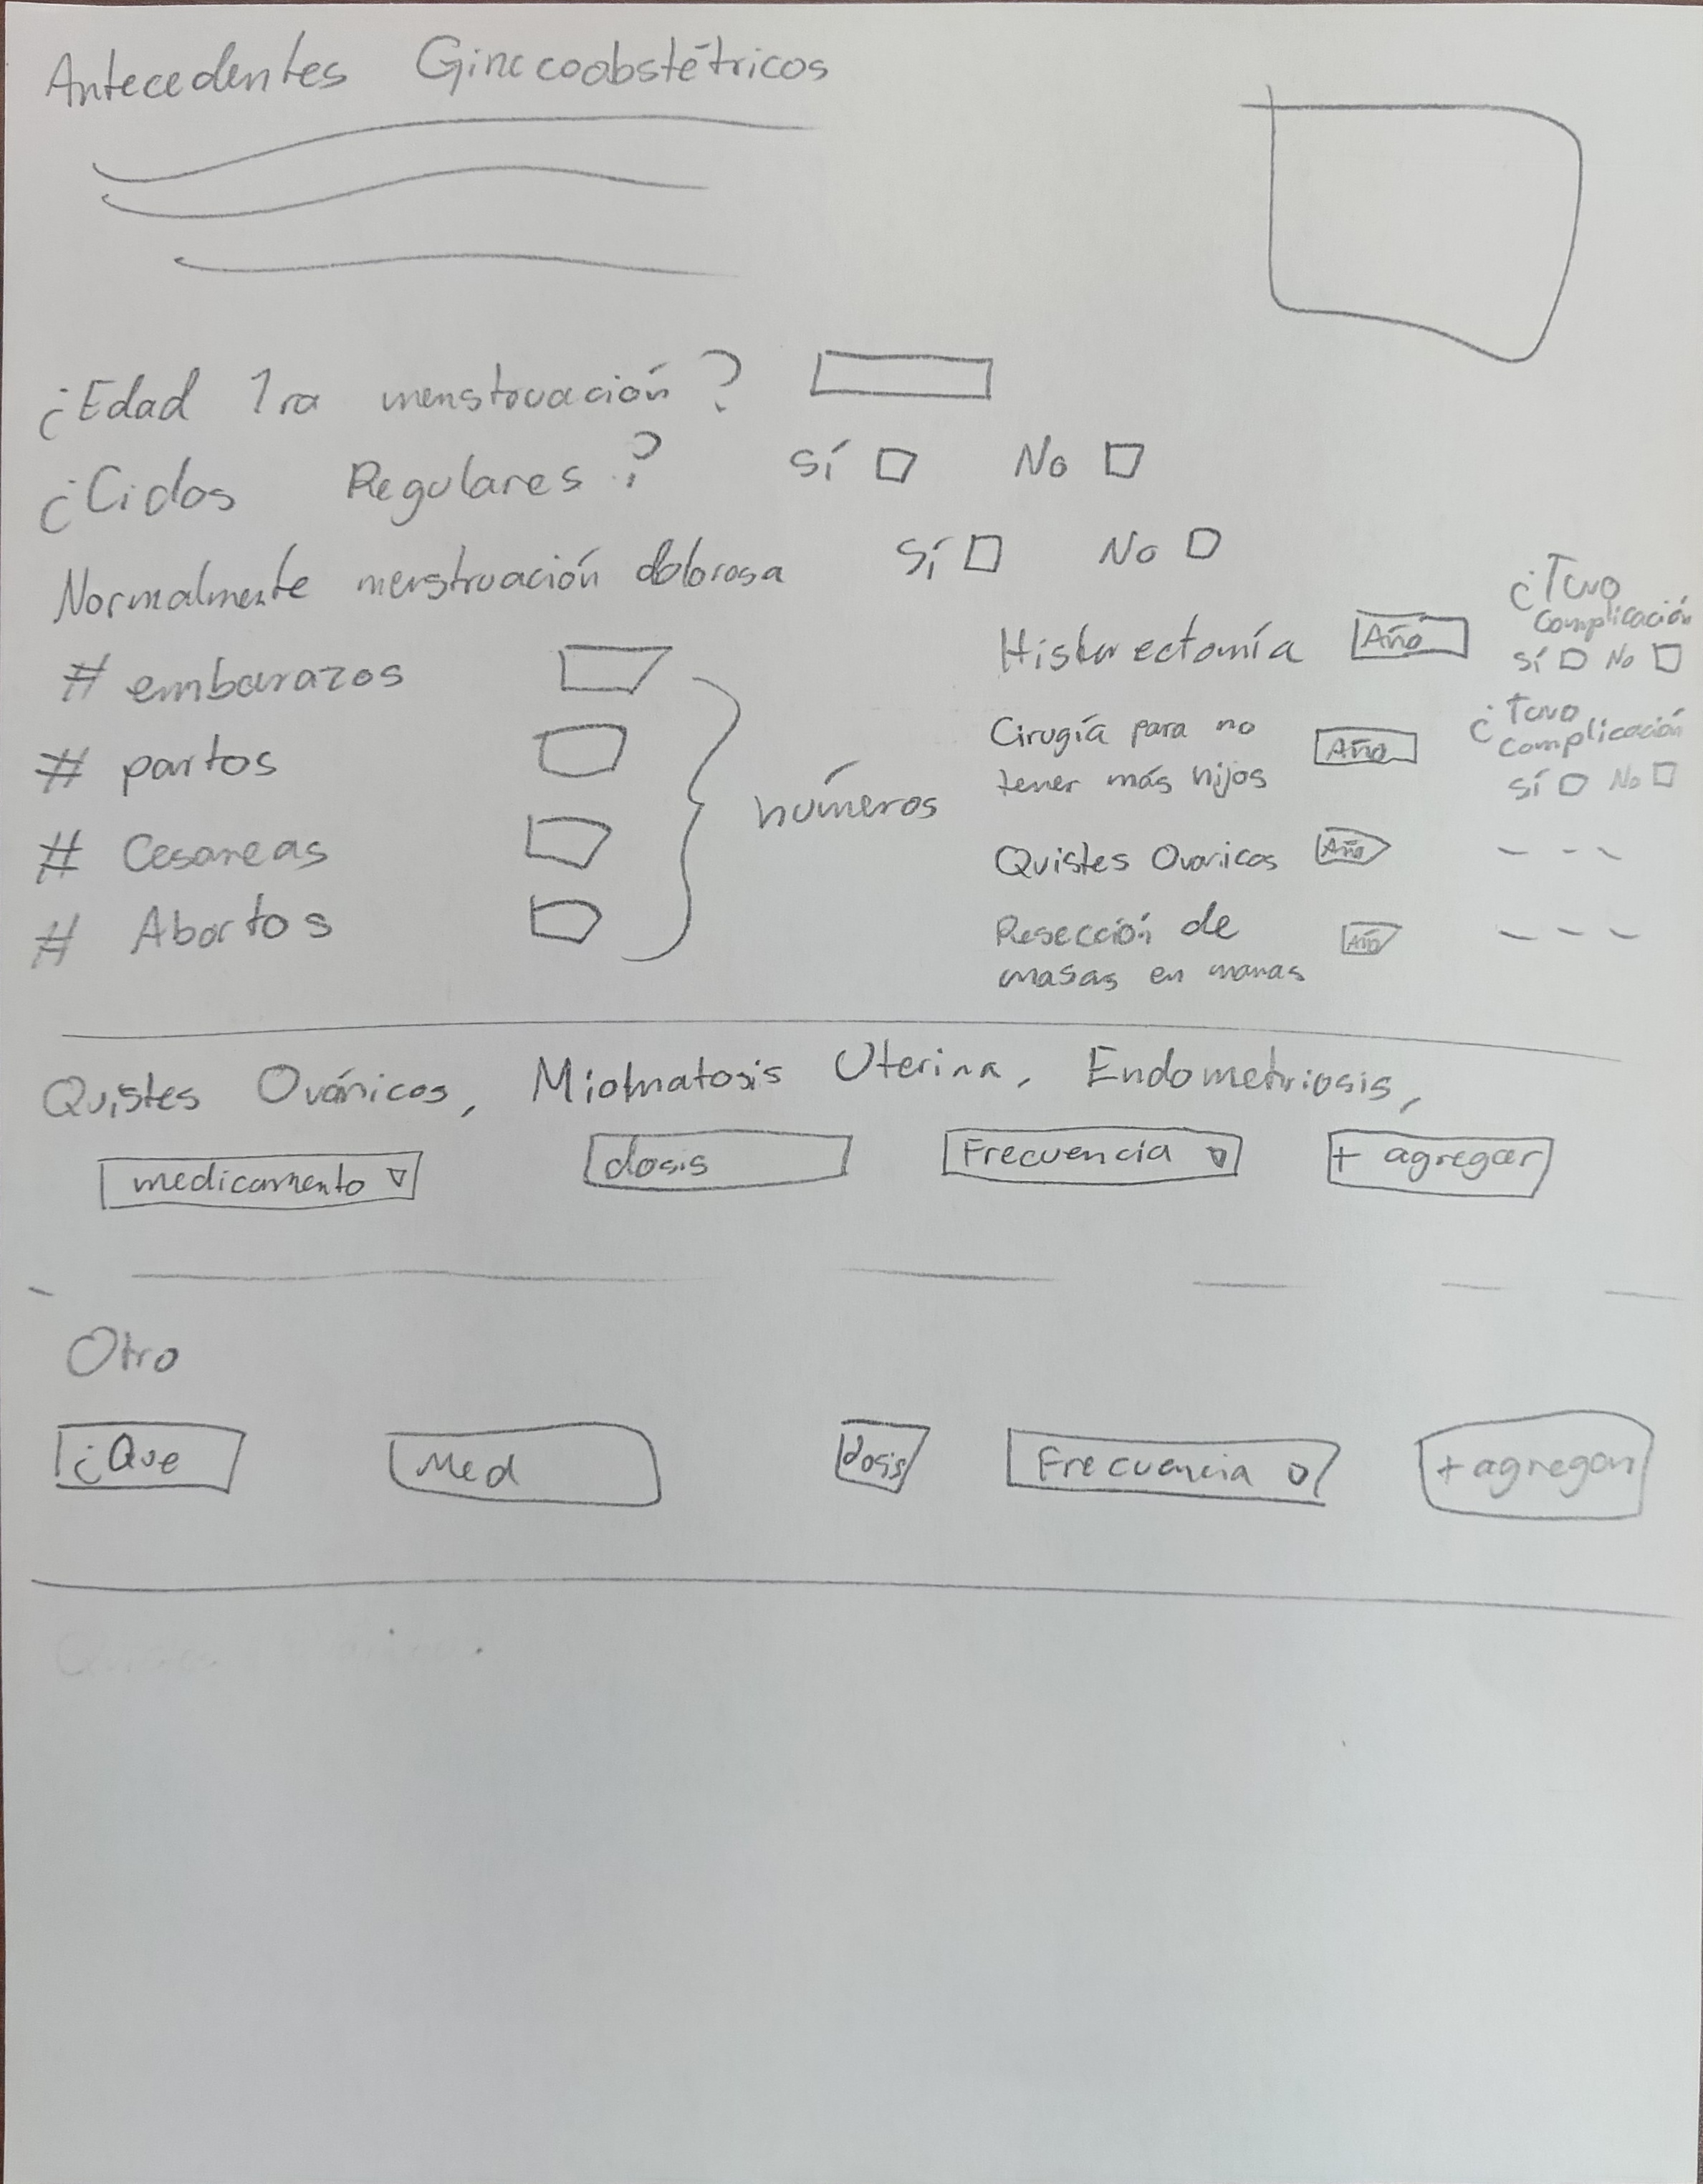 Antecedentes Ginecoobstétricos
¿Edad 1ra menstruación?
¿Ciclos Regulares?
Sí No
Normalmente menstruación dolorosa
Sí No
# embarazos
# partos
# Cesareas
# Abortos
números
Histerectomía Año
¿Tuvo
Complicación
Sí No
Cirugía para no
tener más hijos
Año
¿Tuvo
Complicación
Sí No
Quistes Ovaricos Año
Resección de
masas en mamas
Año
Quistes Ováricos, Miomatosis Uterina, Endometriosis,
medicamento dosis Frecuencia + agregar
Otro
¿Que Med dosis Frecuencia + agregar